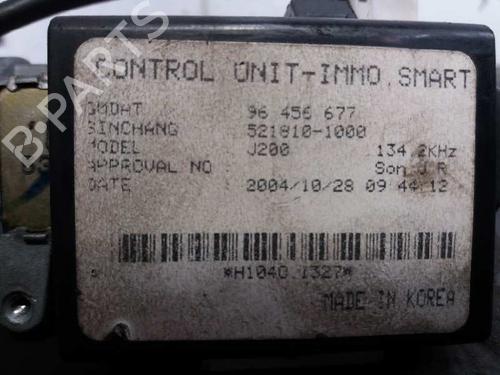 CONTROL UNIT-IMMO, SMART
GMDAT 96 456 677
SINCHANG 521810-1000
MODEL J200 134.2KHz
APPROVAL NO Son J R
DATE 2004/10/28 09 44 12
*H1040 1327*
MADE IN KOREA
B-PARTS